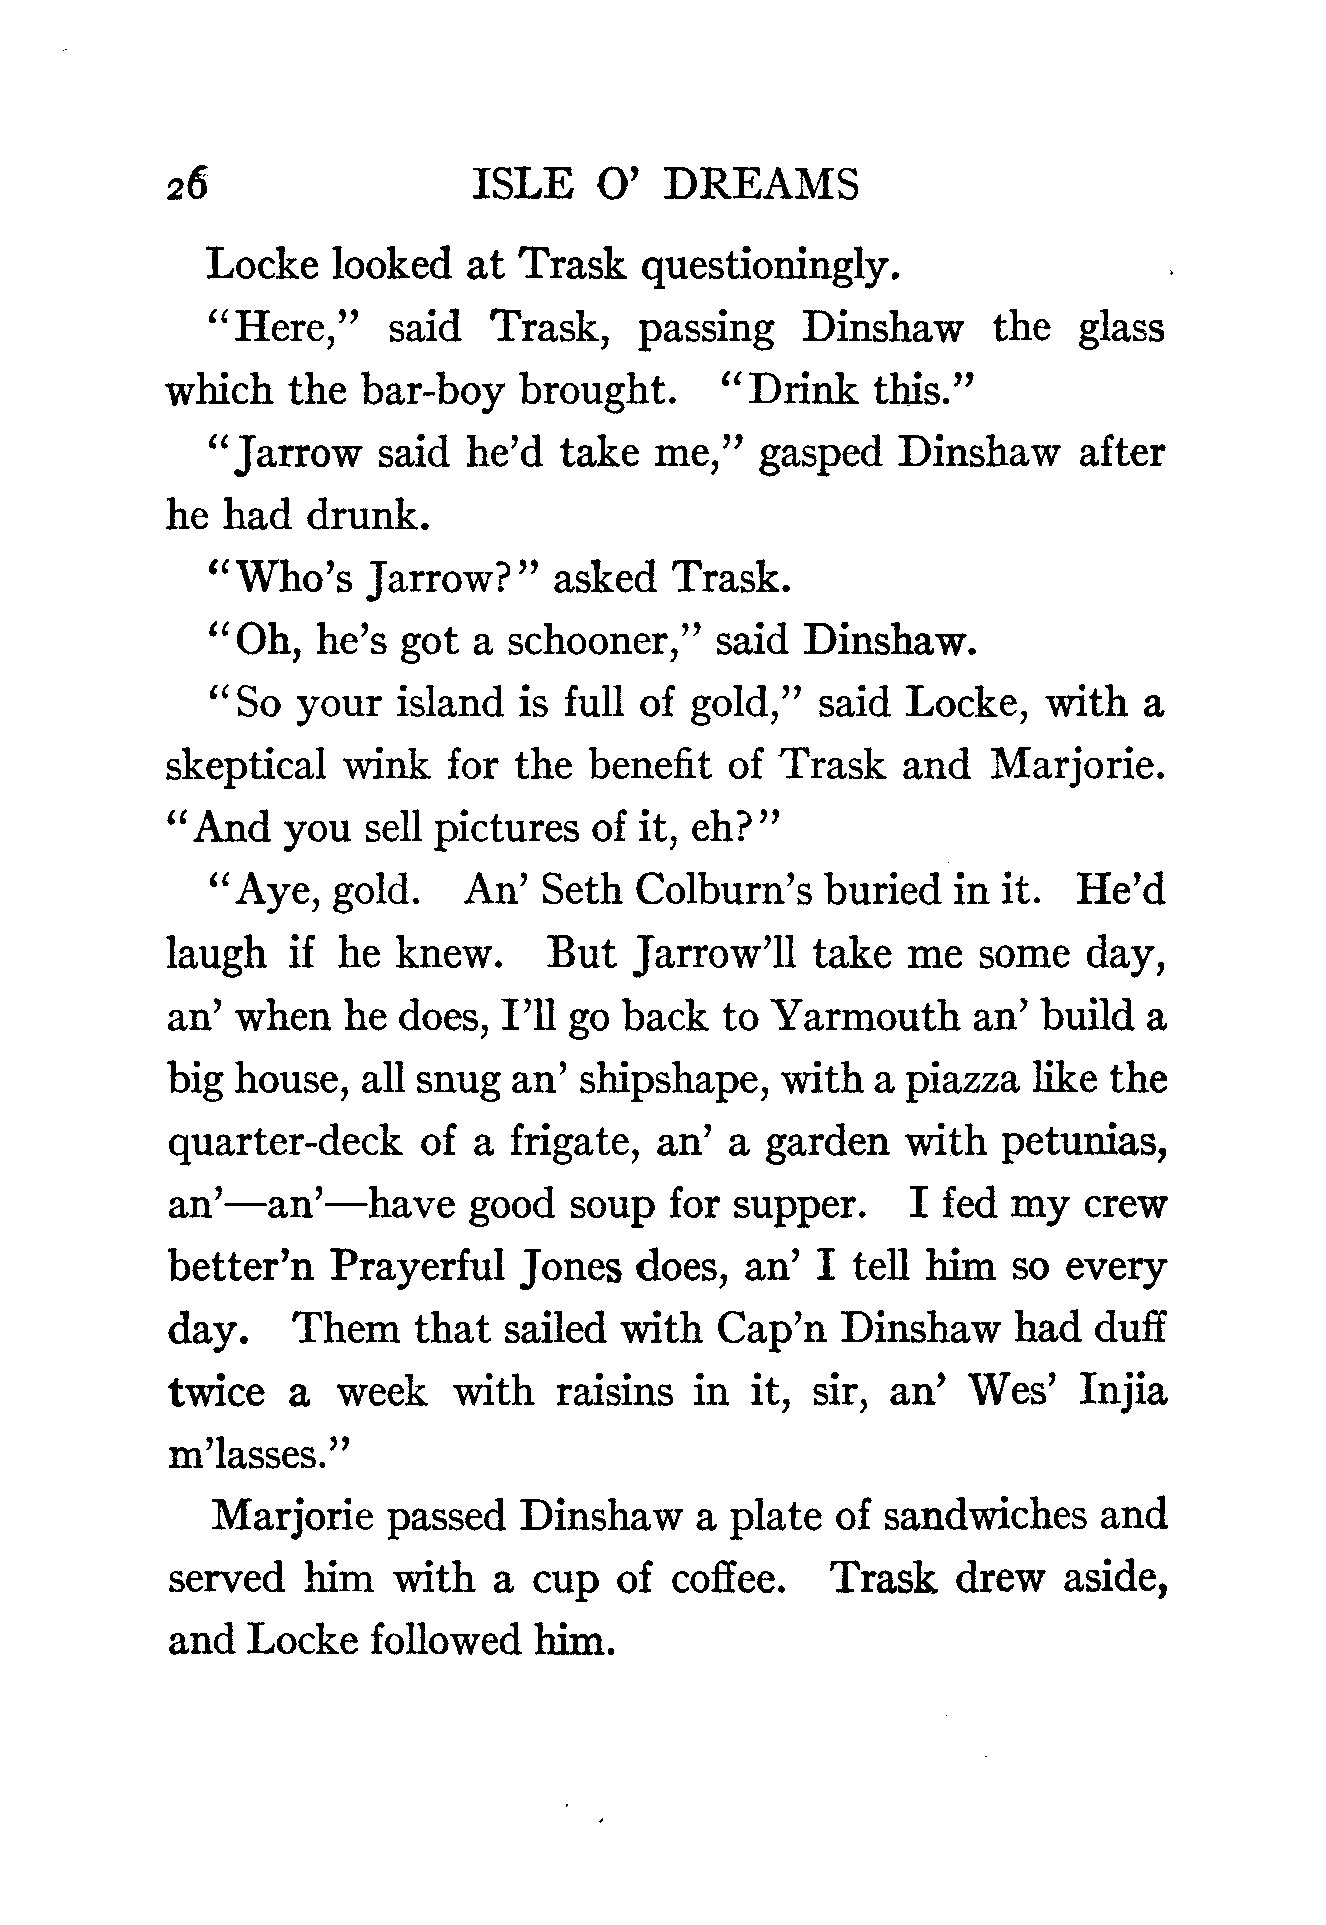 26 ISLE O' DREAMS
Locke looked at Trask questioningly.
"Here," said Trask, passing Dinshaw the glass
which the bar-boy brought. "Drink this."
"Jarrow said he'd take me," gasped Dinshaw after
he had drunk.
"Who's Jarrow?" asked Trask.
"Oh, he's got a schooner," said Dinshaw.
"So your island is full of gold," said Locke, with a
skeptical wink for the benefit of Trask and Marjorie.
"And you sell pictures of it, eh?"
"Aye, gold. An' Seth Colburn's buried in it. He'd
laugh if he knew. But Jarrow'll take me some day,
an' when he does, I'll go back to Yarmouth an' build a
big house, all snug an' shipshape, with a piazza like the
quarter-deck of a frigate, an' a garden with petunias,
an'—an'—have good soup for supper. I fed my crew
better'n Prayerful Jones does, an' I tell him so every
day. Them that sailed with Cap'n Dinshaw had duff
twice a week with raisins in it, sir, an' Wes' Injia
m'lasses."
Marjorie passed Dinshaw a plate of sandwiches and
served him with a cup of coffee. Trask drew aside,
and Locke followed him.